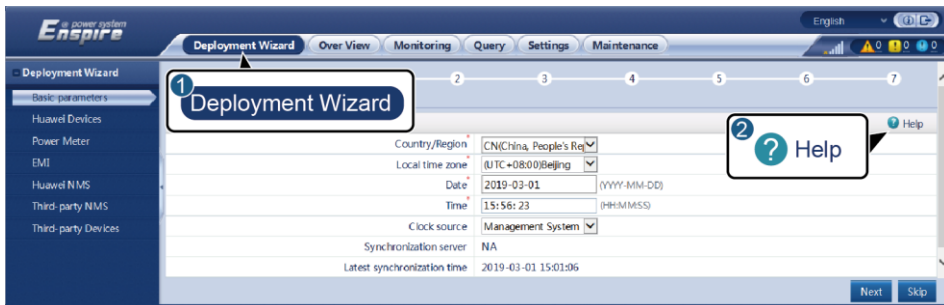 e power system
Enspire
English
Deployment Wizard
Over View
Monitoring
Query
Settings
Maintenance
0
0
0
Deployment Wizard
1
Deployment Wizard
2
3
4
5
6
7
Basic parameters
Huawei Devices
Power Meter
EMI
Huawei NMS
Third-party NMS
Third-party Devices
? Help
2
? Help
Country/Region * CN(China, People's Rep
Local time zone * (UTC+08:00)Beijing
Date * 2019-03-01 (YYYY-MM-DD)
Time * 15:56:23 (HH:MM:SS)
Clock source Management System
Synchronization server NA
Latest synchronization time 2019-03-01 15:01:06
Next
Skip